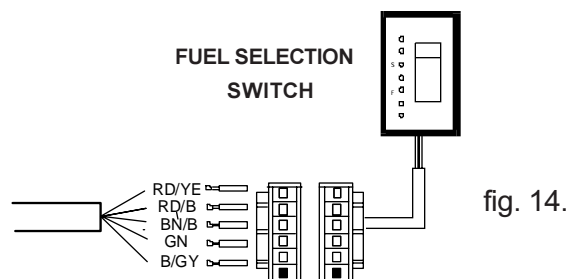 FUEL SELECTION
SWITCH
S
F
RD/YE
RD/B
BN/B
GN
B/GY
fig. 14.